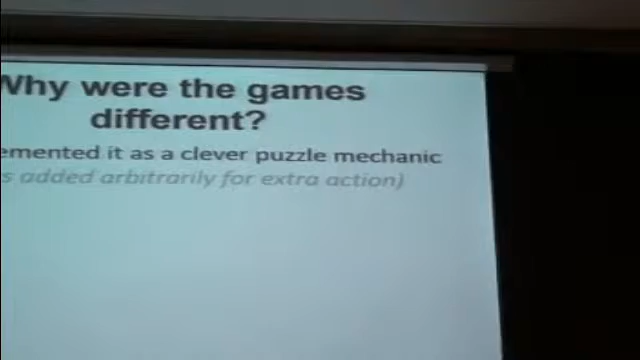 Why were the games
different?
emented it as a clever puzzle mechanic
s added arbitrarily for extra action)